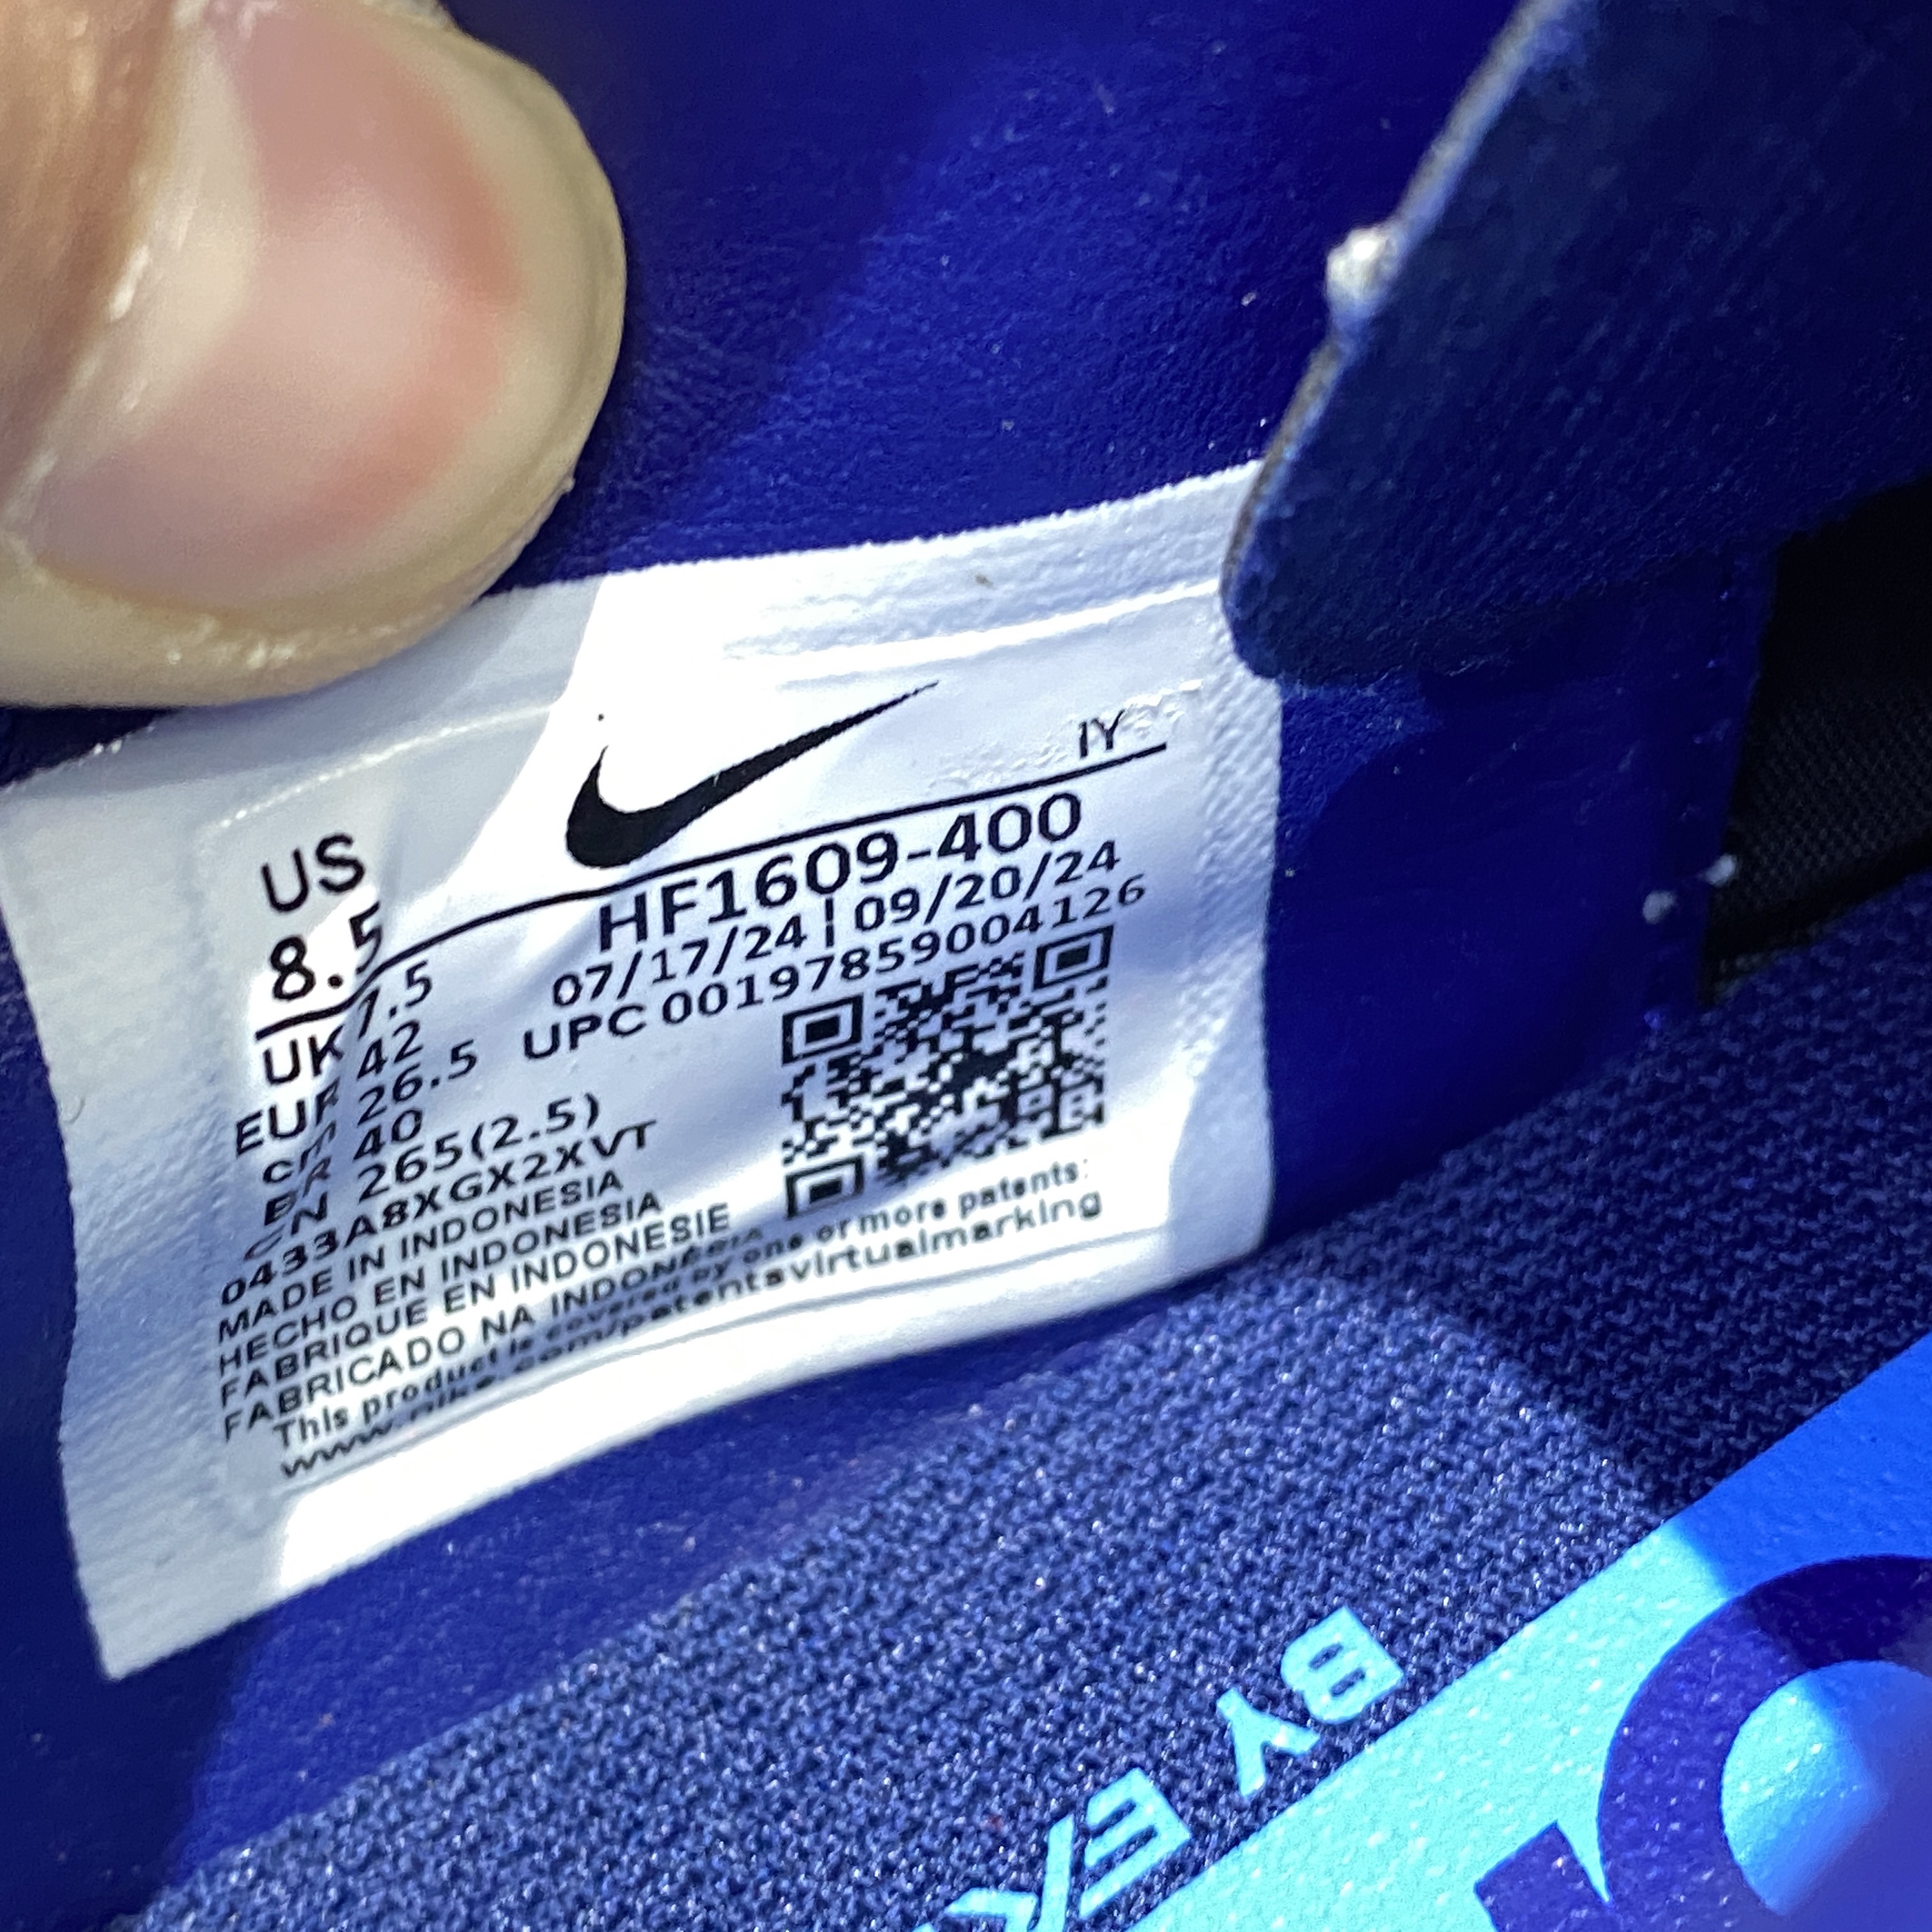 IY
US
8.5
HF1609-400
07/17/24 | 09/20/24
UPC 00197859004126
UK 7.5
EUR 42
cm 26.5
BR 40
CN 265(2.5)
0433A8XGX2XVT
MADE IN INDONESIA
HECHO EN INDONESIA
FABRIQUE EN INDONESIE
FABRICADO NA INDONÉSIA
This product is covered by one or more patents:
www.nike.com/patentsvirtualmarking
BY